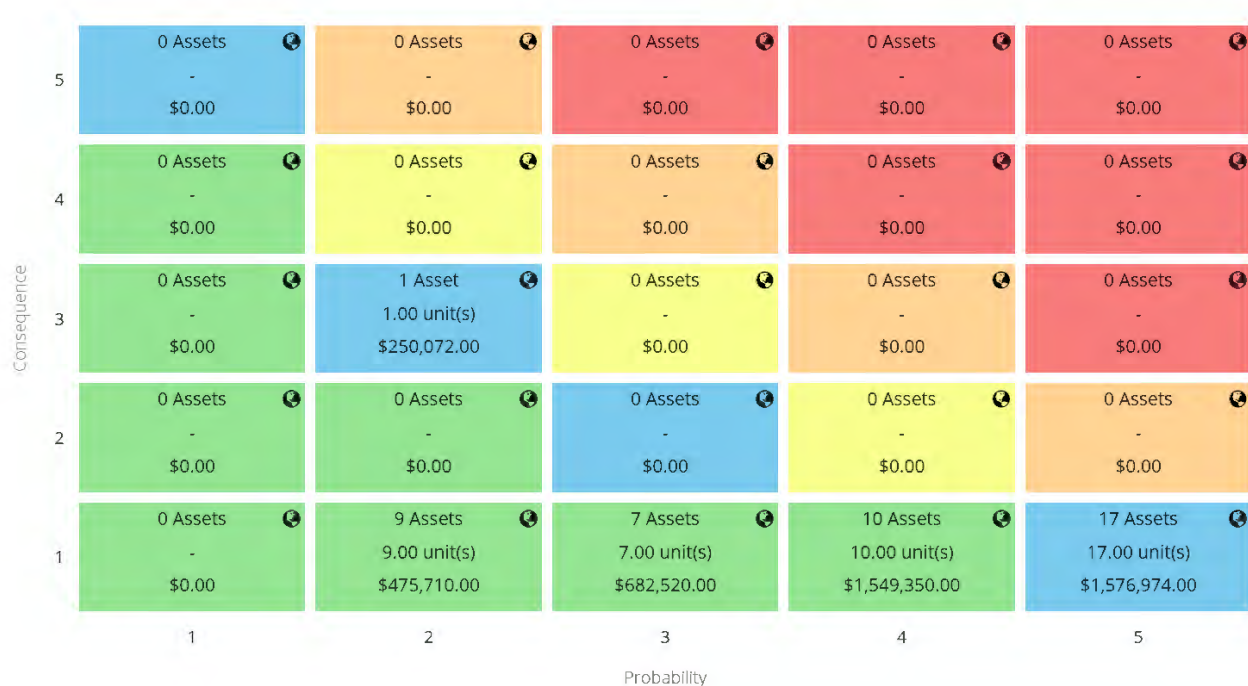 0 Assets 0 Assets 0 Assets 0 Assets 0 Assets
5 - - - - -
$0.00 $0.00 $0.00 $0.00 $0.00
0 Assets 0 Assets 0 Assets 0 Assets 0 Assets
4 - - - - -
$0.00 $0.00 $0.00 $0.00 $0.00
Consequence
0 Assets 1 Asset 0 Assets 0 Assets 0 Assets
3 - 1.00 unit(s) - - -
$0.00 $250,072.00 $0.00 $0.00 $0.00
0 Assets 0 Assets 0 Assets 0 Assets 0 Assets
2 - - - - -
$0.00 $0.00 $0.00 $0.00 $0.00
0 Assets 9 Assets 7 Assets 10 Assets 17 Assets
1 - 9.00 unit(s) 7.00 unit(s) 10.00 unit(s) 17.00 unit(s)
$0.00 $475,710.00 $682,520.00 $1,549,350.00 $1,576,974.00
1 2 3 4 5
Probability